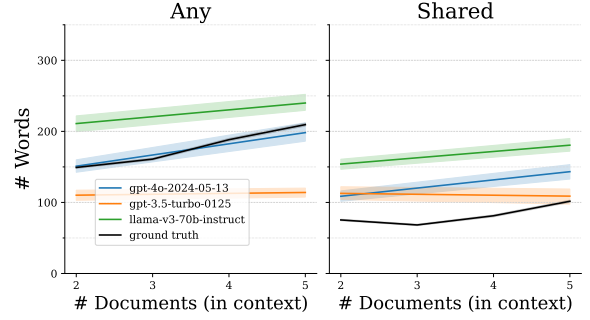 Any
Shared
# Words
300
200
100
0
gpt-4o-2024-05-13
gpt-3.5-turbo-0125
llama-v3-70b-instruct
ground truth
2 3 4 5
2 3 4 5
# Documents (in context)
# Documents (in context)